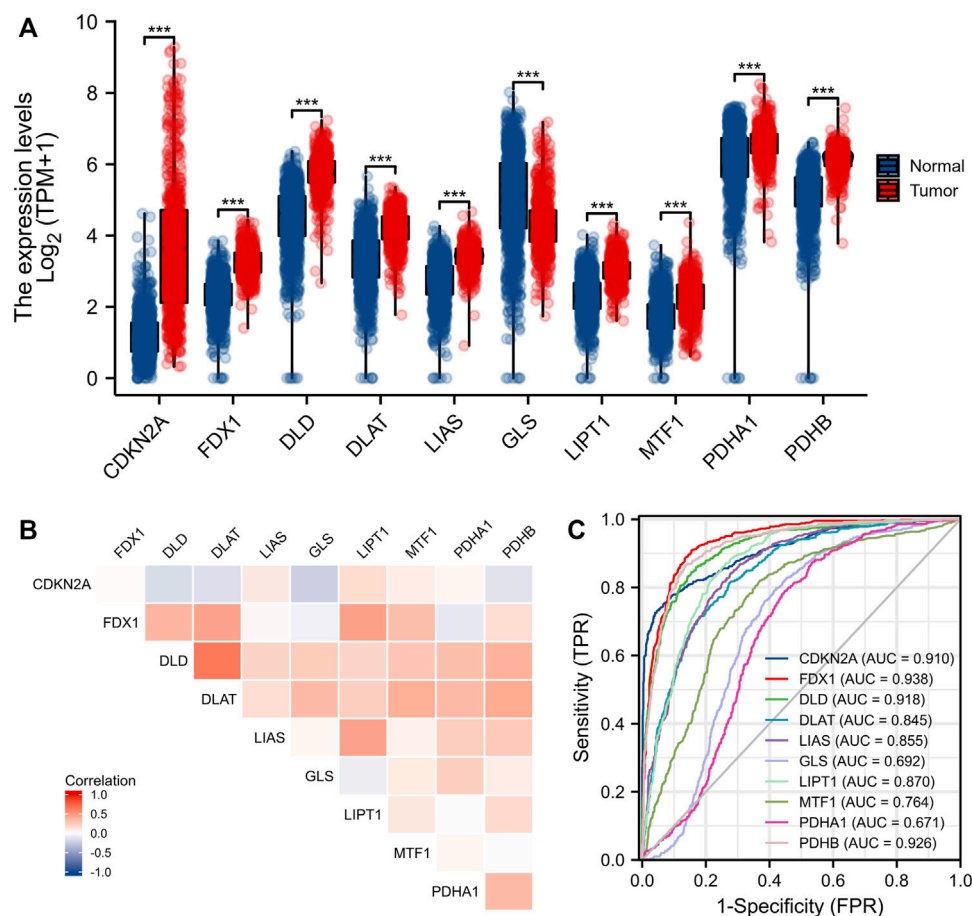 A
The expression levels
Log2 (TPM+1)
10
8
6
4
2
0
*** *** *** *** *** *** *** *** *** ***
Normal
Tumor
CDKN2A FDX1 DLD DLAT LIAS GLS LIPT1 MTF1 PDHA1 PDHB
B
FDX1 DLD DLAT LIAS GLS LIPT1 MTF1 PDHA1 PDHB
CDKN2A
FDX1
DLD
DLAT
LIAS
GLS
LIPT1
MTF1
PDHA1
Correlation
1.0
0.5
0.0
-0.5
-1.0
C
Sensitivity (TPR)
1.0
0.8
0.6
0.4
0.2
0.0
CDKN2A (AUC = 0.910)
FDX1 (AUC = 0.938)
DLD (AUC = 0.918)
DLAT (AUC = 0.845)
LIAS (AUC = 0.855)
GLS (AUC = 0.692)
LIPT1 (AUC = 0.870)
MTF1 (AUC = 0.764)
PDHA1 (AUC = 0.671)
PDHB (AUC = 0.926)
0.0 0.2 0.4 0.6 0.8 1.0
1-Specificity (FPR)